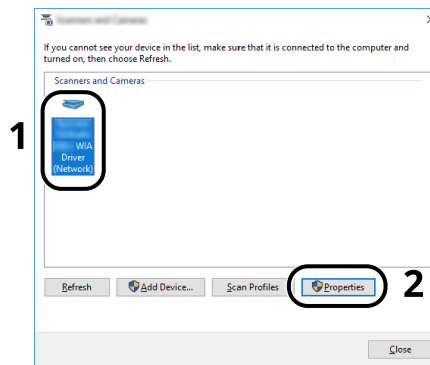 If you cannot see your device in the list, make sure that it is connected to the computer and
turned on, then choose Refresh.
Scanners and Cameras
1
WIA
Driver
(Network)
Refresh
Add Device...
Scan Profiles
Properties
2
Close